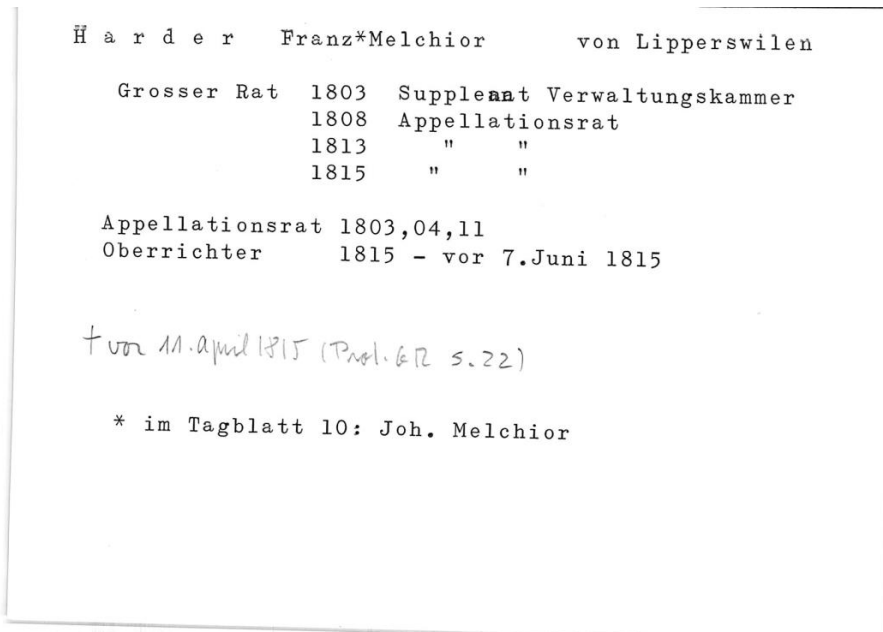 H a r d e r Franz*Melchior von Lipperswilen
Grosser Rat 1803 Suppleant Verwaltungskammer
1808 Appellationsrat
1813 " "
1815 " "
Appellationsrat 1803,04,11
Oberrichter 1815 - vor 7.Juni 1815
† vor 11. April 1815 (Prot. GR S. 22)
* im Tagblatt 10: Joh. Melchior